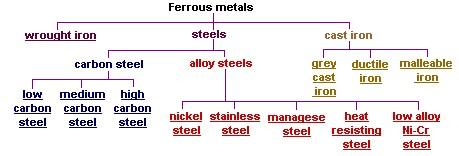 Ferrous metals
wrought iron steels cast iron
carbon steel alloy steels grey cast iron ductile iron malleable iron
low carbon steel medium carbon steel high carbon steel
nickel steel stainless steel managese steel heat resisting steel low alloy Ni-Cr steel